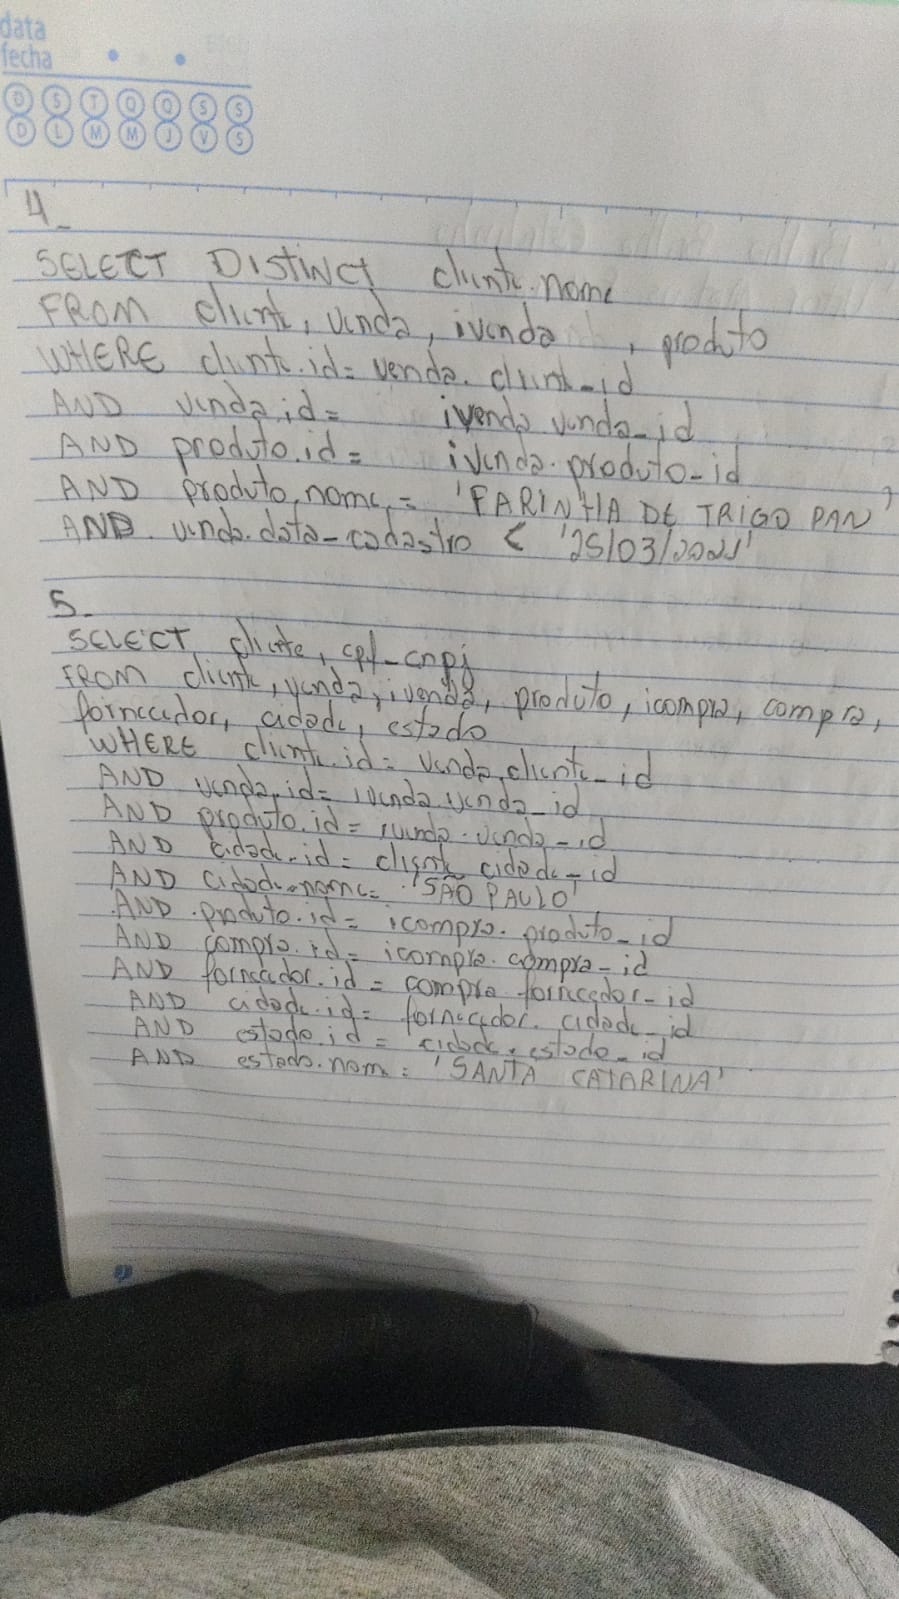 data
fecha
D S T Q Q S S
D L M M J V S
4_
SELECT DISTINCT cliente.nome
FROM cliente, venda, ivenda , produto
WHERE cliente.id = venda.cliente_id
AND venda.id = ivenda.venda_id
AND produto.id = ivenda.produto_id
AND produto.nome = 'FARINHA DE TRIGO PAN'
AND venda.data_cadastro < '25/03/2021'
5_
SELECT cliente, cpf_cnpj
FROM cliente, venda, ivenda, produto, icompra, compra,
fornecedor, cidade, estado
WHERE cliente.id = venda.cliente_id
AND venda.id = ivenda.venda_id
AND produto.id = ivenda.venda_id
AND cidade.id = cliente.cidade_id
AND cidade.nome = 'SÃO PAULO'
AND produto.id = icompra.produto_id
AND compra.id = icompra.compra_id
AND fornecedor.id = compra.fornecedor_id
AND cidade.id = fornecedor.cidade_id
AND estado.id = cidade.estado_id
AND estado.nome = 'SANTA CATARINA'